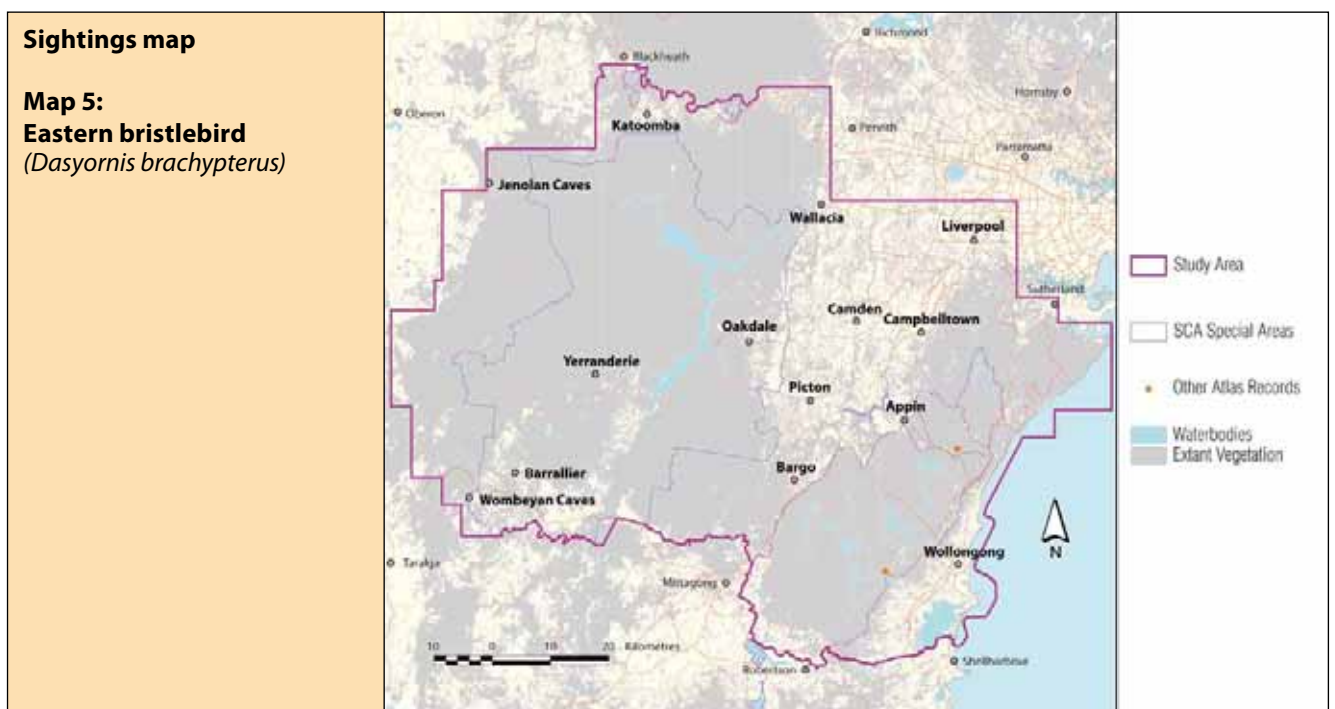 Sightings map
Map 5:
Eastern bristlebird
(Dasyornis brachypterus)
Richmond
Blackheath
Hornsby
Oberon
Katoomba
Penrith
Parramatta
Jenolan Caves
Wallacia
Liverpool
Sutherland
Camden
Campbelltown
Oakdale
Yerranderie
Picton
Appin
Bargo
Barrallier
Wombeyan Caves
Wollongong
N
Taralga
Mittagong
10 0 10 20 Kilometres
Shellharbour
Robertson
Study Area
SCA Special Areas
Other Atlas Records
Waterbodies
Extant Vegetation